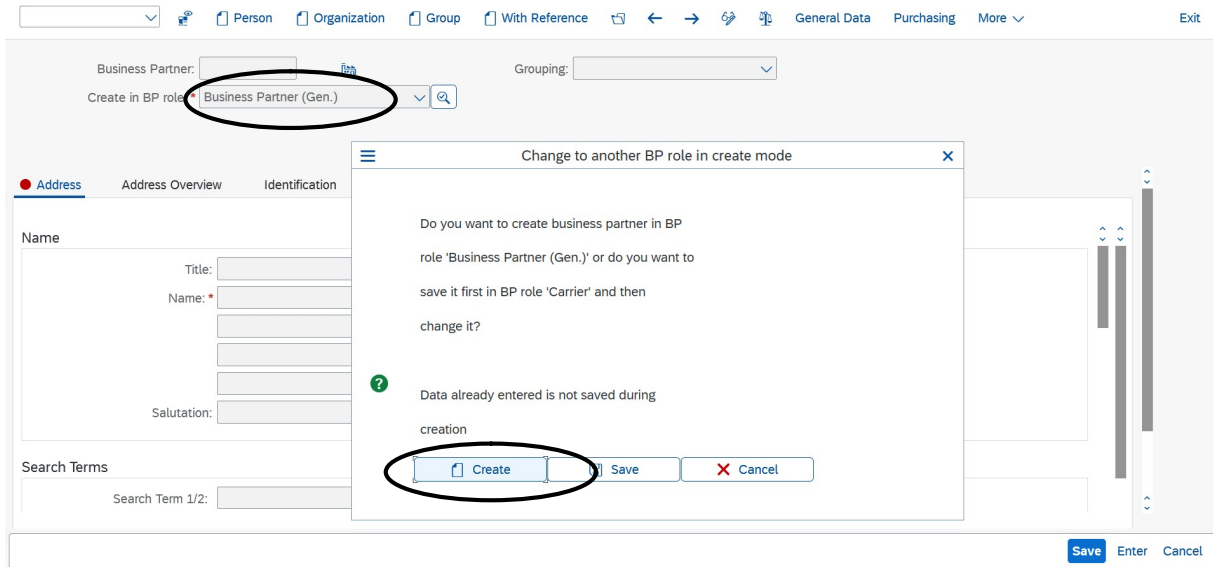 Person Organization Group With Reference General Data Purchasing More Exit
Business Partner: Grouping:
Create in BP role: * Business Partner (Gen.)
Change to another BP role in create mode
Address Address Overview Identification
Do you want to create business partner in BP
role 'Business Partner (Gen.)' or do you want to
save it first in BP role 'Carrier' and then
change it?
Data already entered is not saved during
creation
Create Save Cancel
Name
Title:
Name: *
Salutation:
Search Terms
Search Term 1/2:
Save Enter Cancel